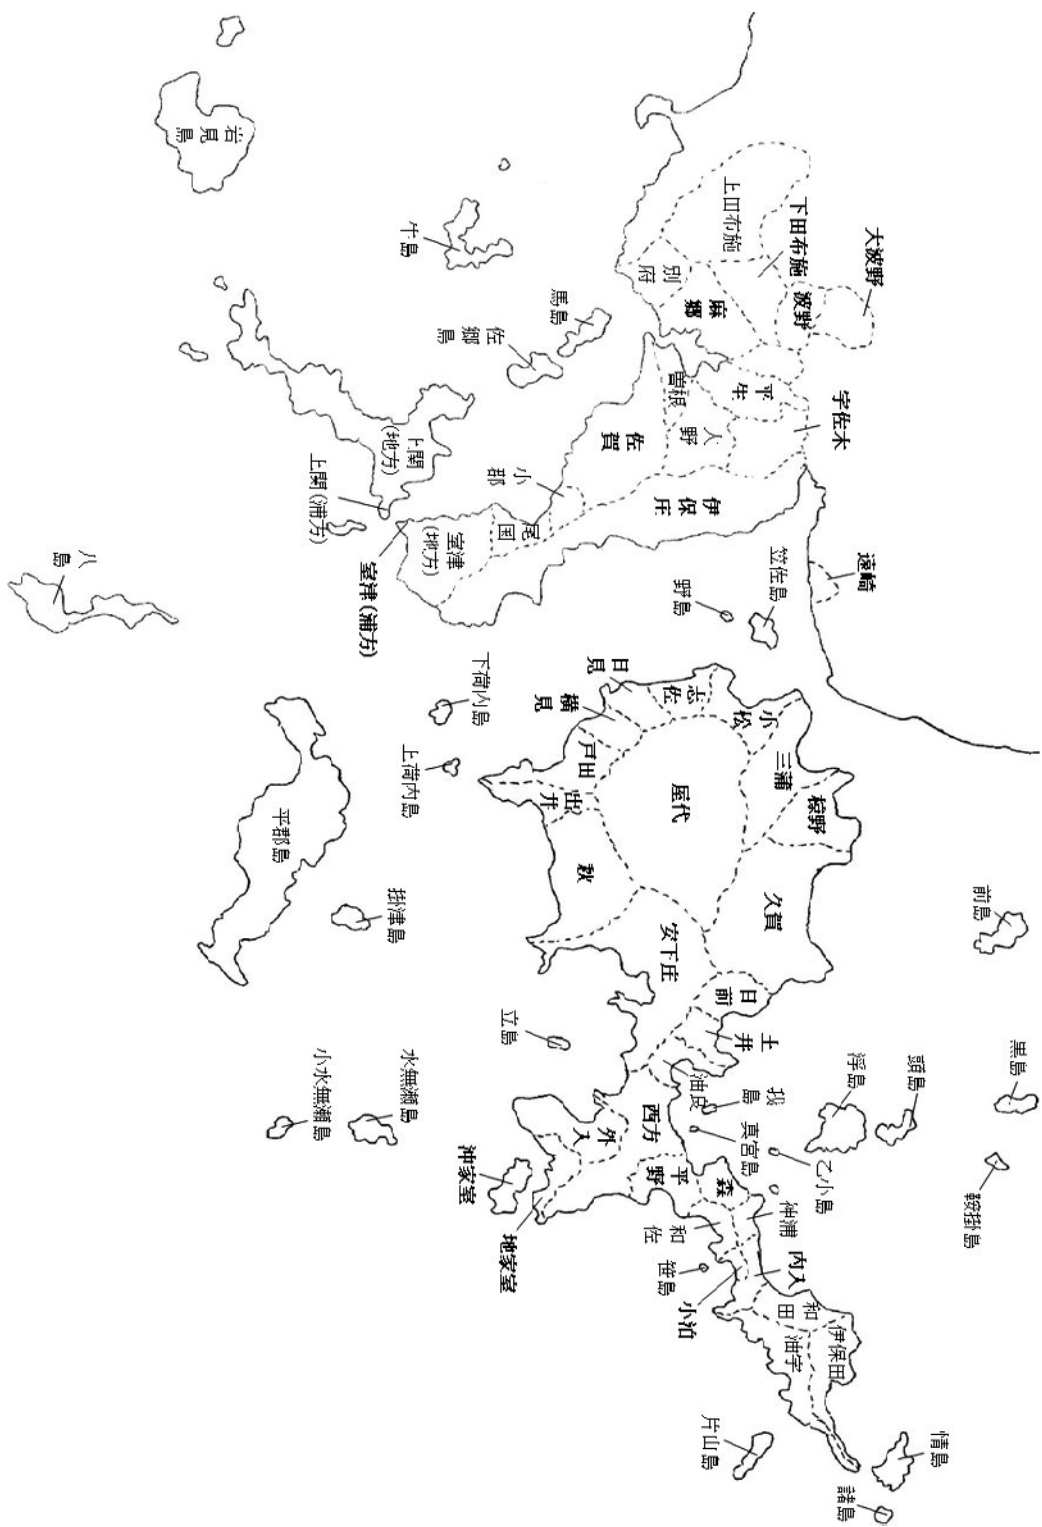 岩見島
牛島
馬島
佐郷島
上田布施
下田布施
大波野
波野
別府
麻郷
平生
曽根
人野
宇佐木
佐賀
小郡
伊保庄
尾国
室津(地方)
室津(浦方)
上関(地方)
上関(浦方)
八島
遠崎
笠佐島
野島
日見
志佐
横見
小松
三蒲
椋野
屋代
戸田
出井
秋
久賀
安下庄
下荷内島
上荷内島
平郡島
掛津島
前島
日前
土井
油良
立島
水無瀬島
小水無瀬島
西方
外入
平野
森
沖家室
地家室
我島
真宮島
乙小島
浮島
頭島
黒島
鞍掛島
神浦
和佐
内入
小泊
笹島
和田
伊保田
油宇
片山島
情島
諸島